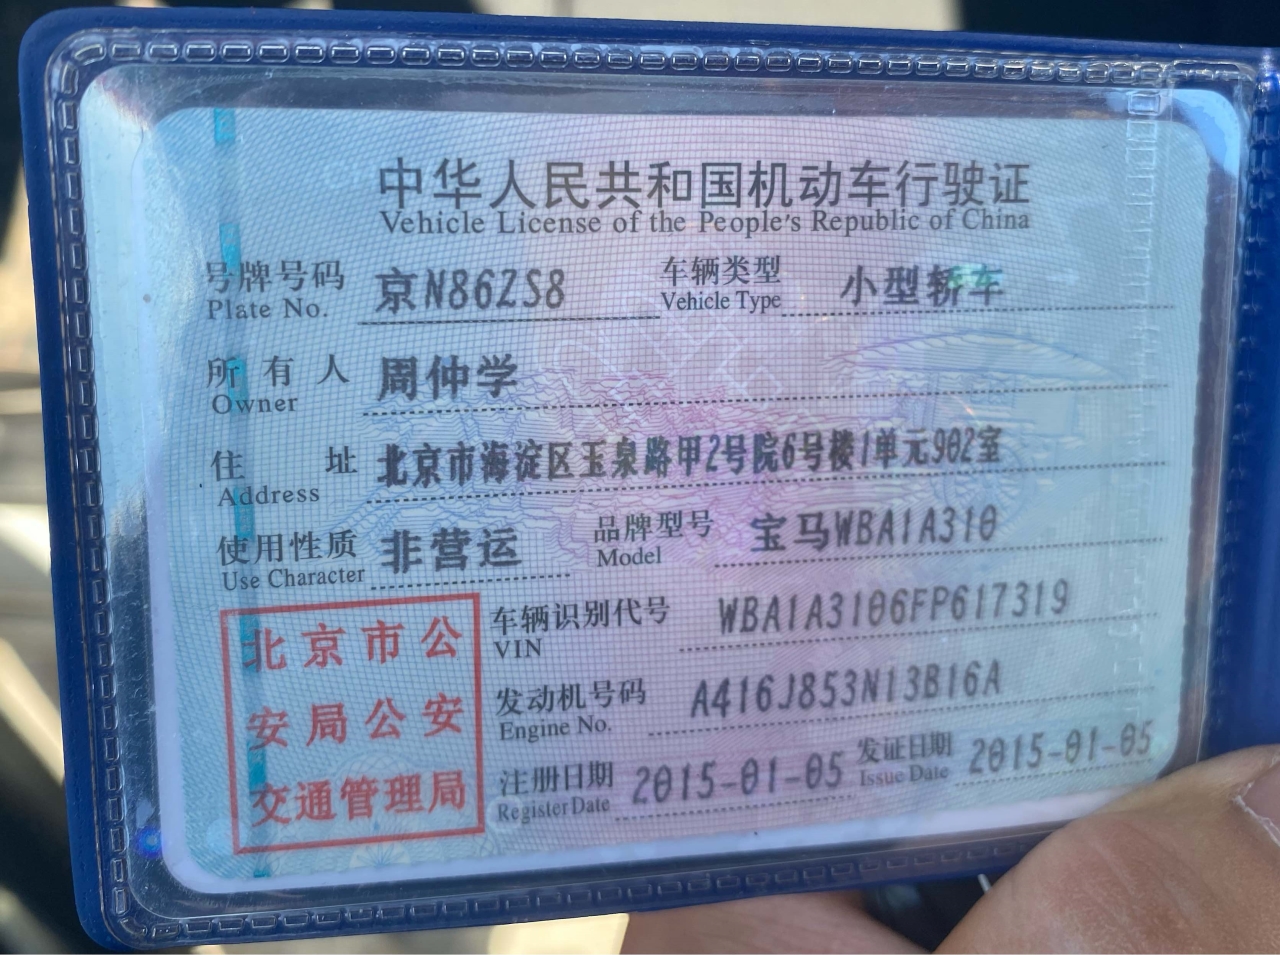 中华人民共和国机动车行驶证
Vehicle License of the People's Republic of China
号牌号码 Plate No. 京N86ZS8 车辆类型 Vehicle Type 小型轿车
所有人 Owner 周仲学
住址 Address 北京市海淀区玉泉路甲2号院6号楼1单元902室
使用性质 Use Character 非营运 品牌型号 Model 宝马WBA1A310
北京市公
安局公安
交通管理局
车辆识别代号 VIN WBA1A3106FP617319
发动机号码 Engine No. A416J853N13B16A
注册日期 Register Date 2015-01-05 发证日期 Issue Date 2015-01-05